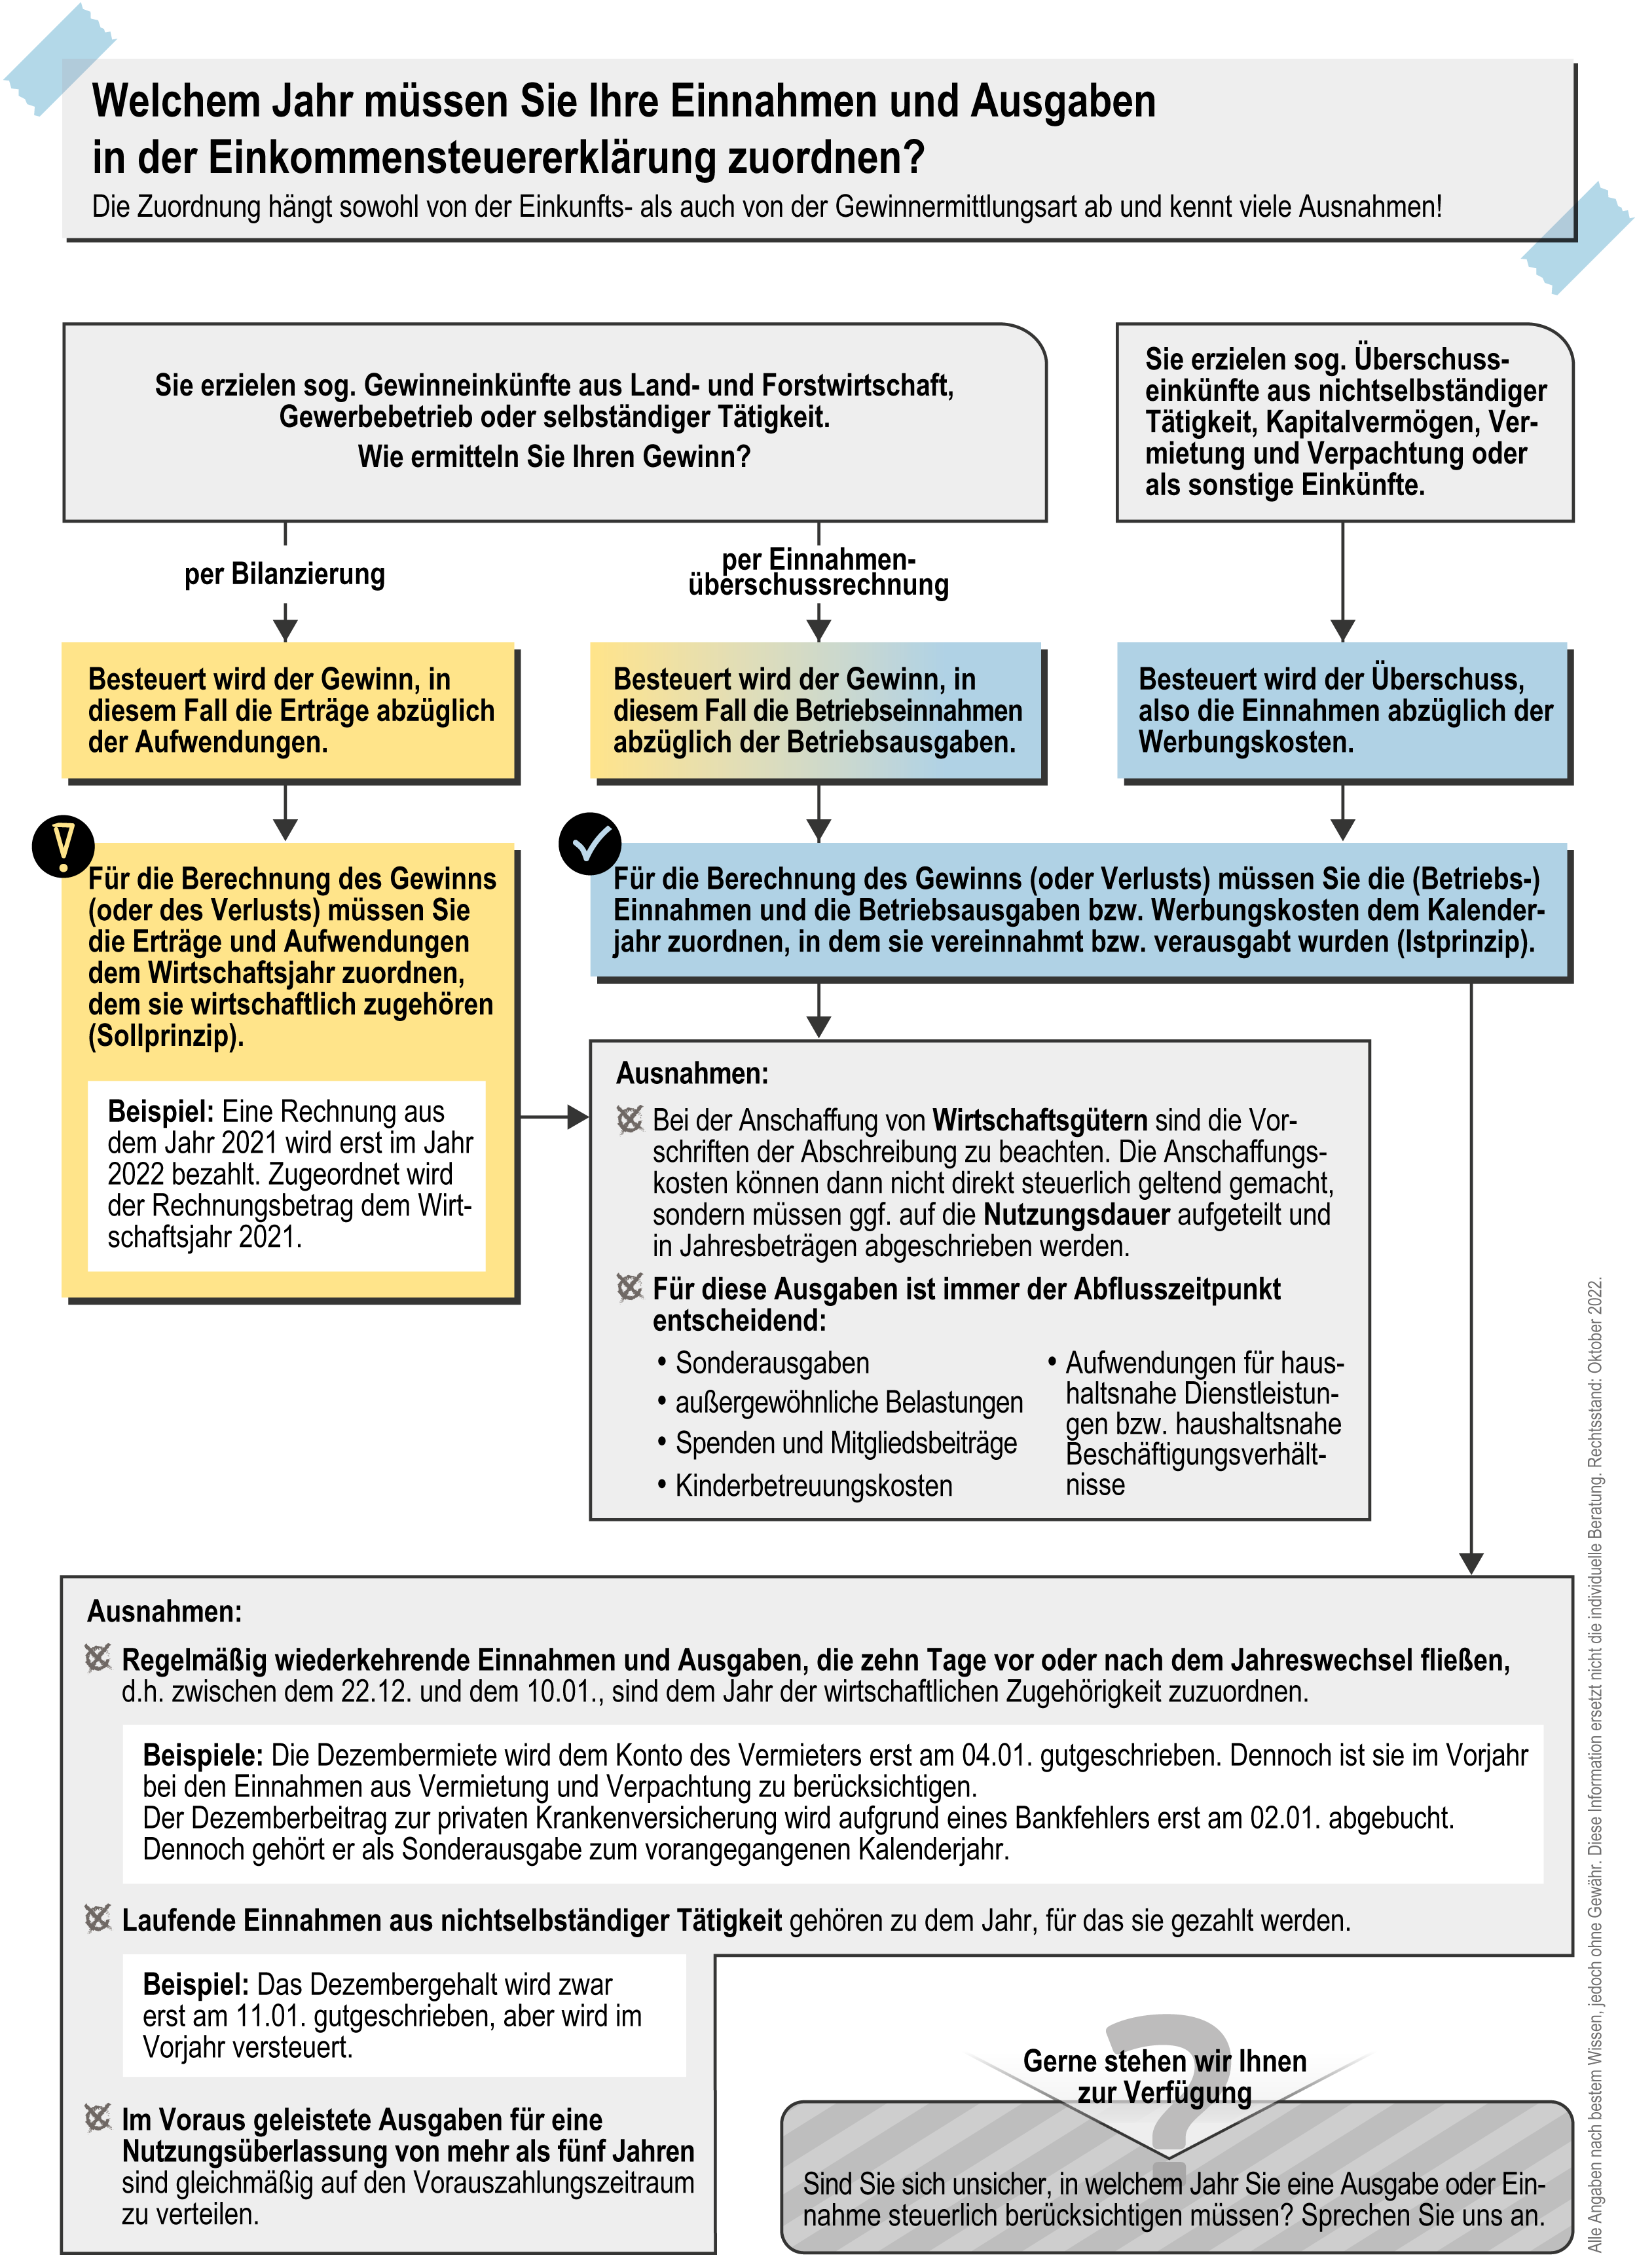 Welchem Jahr müssen Sie Ihre Einnahmen und Ausgaben
in der Einkommensteuererklärung zuordnen?
Die Zuordnung hängt sowohl von der Einkunfts- als auch von der Gewinnermittlungsart ab und kennt viele Ausnahmen!
Sie erzielen sog. Gewinneinkünfte aus Land- und Forstwirtschaft,
Gewerbebetrieb oder selbständiger Tätigkeit.
Wie ermitteln Sie Ihren Gewinn?
Sie erzielen sog. Überschuss-
einkünfte aus nichtselbständiger
Tätigkeit, Kapitalvermögen, Ver-
mietung und Verpachtung oder
als sonstige Einkünfte.
per Bilanzierung
per Einnahmen-
überschussrechnung
Besteuert wird der Gewinn, in
diesem Fall die Erträge abzüglich
der Aufwendungen.
Besteuert wird der Gewinn, in
diesem Fall die Betriebseinnahmen
abzüglich der Betriebsausgaben.
Besteuert wird der Überschuss,
also die Einnahmen abzüglich der
Werbungskosten.
Für die Berechnung des Gewinns
(oder des Verlusts) müssen Sie
die Erträge und Aufwendungen
dem Wirtschaftsjahr zuordnen,
dem sie wirtschaftlich zugehören
(Sollprinzip).
Beispiel: Eine Rechnung aus
dem Jahr 2021 wird erst im Jahr
2022 bezahlt. Zugeordnet wird
der Rechnungsbetrag dem Wirt-
schaftsjahr 2021.
Für die Berechnung des Gewinns (oder Verlusts) müssen Sie die (Betriebs-)
Einnahmen und die Betriebsausgaben bzw. Werbungskosten dem Kalender-
jahr zuordnen, in dem sie vereinnahmt bzw. verausgabt wurden (Istprinzip).
Ausnahmen:
Bei der Anschaffung von Wirtschaftsgütern sind die Vor-
schriften der Abschreibung zu beachten. Die Anschaffungs-
kosten können dann nicht direkt steuerlich geltend gemacht,
sondern müssen ggf. auf die Nutzungsdauer aufgeteilt und
in Jahresbeträgen abgeschrieben werden.
Für diese Ausgaben ist immer der Abflusszeitpunkt
entscheidend:
• Sonderausgaben
• außergewöhnliche Belastungen
• Spenden und Mitgliedsbeiträge
• Kinderbetreuungskosten
• Aufwendungen für haus-
haltsnahe Dienstleistun-
gen bzw. haushaltsnahe
Beschäftigungsverhält-
nisse
Ausnahmen:
Regelmäßig wiederkehrende Einnahmen und Ausgaben, die zehn Tage vor oder nach dem Jahreswechsel fließen,
d.h. zwischen dem 22.12. und dem 10.01., sind dem Jahr der wirtschaftlichen Zugehörigkeit zuzuordnen.
Beispiele: Die Dezembermiete wird dem Konto des Vermieters erst am 04.01. gutgeschrieben. Dennoch ist sie im Vorjahr
bei den Einnahmen aus Vermietung und Verpachtung zu berücksichtigen.
Der Dezemberbeitrag zur privaten Krankenversicherung wird aufgrund eines Bankfehlers erst am 02.01. abgebucht.
Dennoch gehört er als Sonderausgabe zum vorangegangenen Kalenderjahr.
Laufende Einnahmen aus nichtselbständiger Tätigkeit gehören zu dem Jahr, für das sie gezahlt werden.
Beispiel: Das Dezembergehalt wird zwar
erst am 11.01. gutgeschrieben, aber wird im
Vorjahr versteuert.
Im Voraus geleistete Ausgaben für eine
Nutzungsüberlassung von mehr als fünf Jahren
sind gleichmäßig auf den Vorauszahlungszeitraum
zu verteilen.
?
Gerne stehen wir Ihnen
zur Verfügung
Sind Sie sich unsicher, in welchem Jahr Sie eine Ausgabe oder Ein-
nahme steuerlich berücksichtigen müssen? Sprechen Sie uns an.
Alle Angaben nach bestem Wissen, jedoch ohne Gewähr. Diese Information ersetzt nicht die individuelle Beratung. Rechtsstand: Oktober 2022.